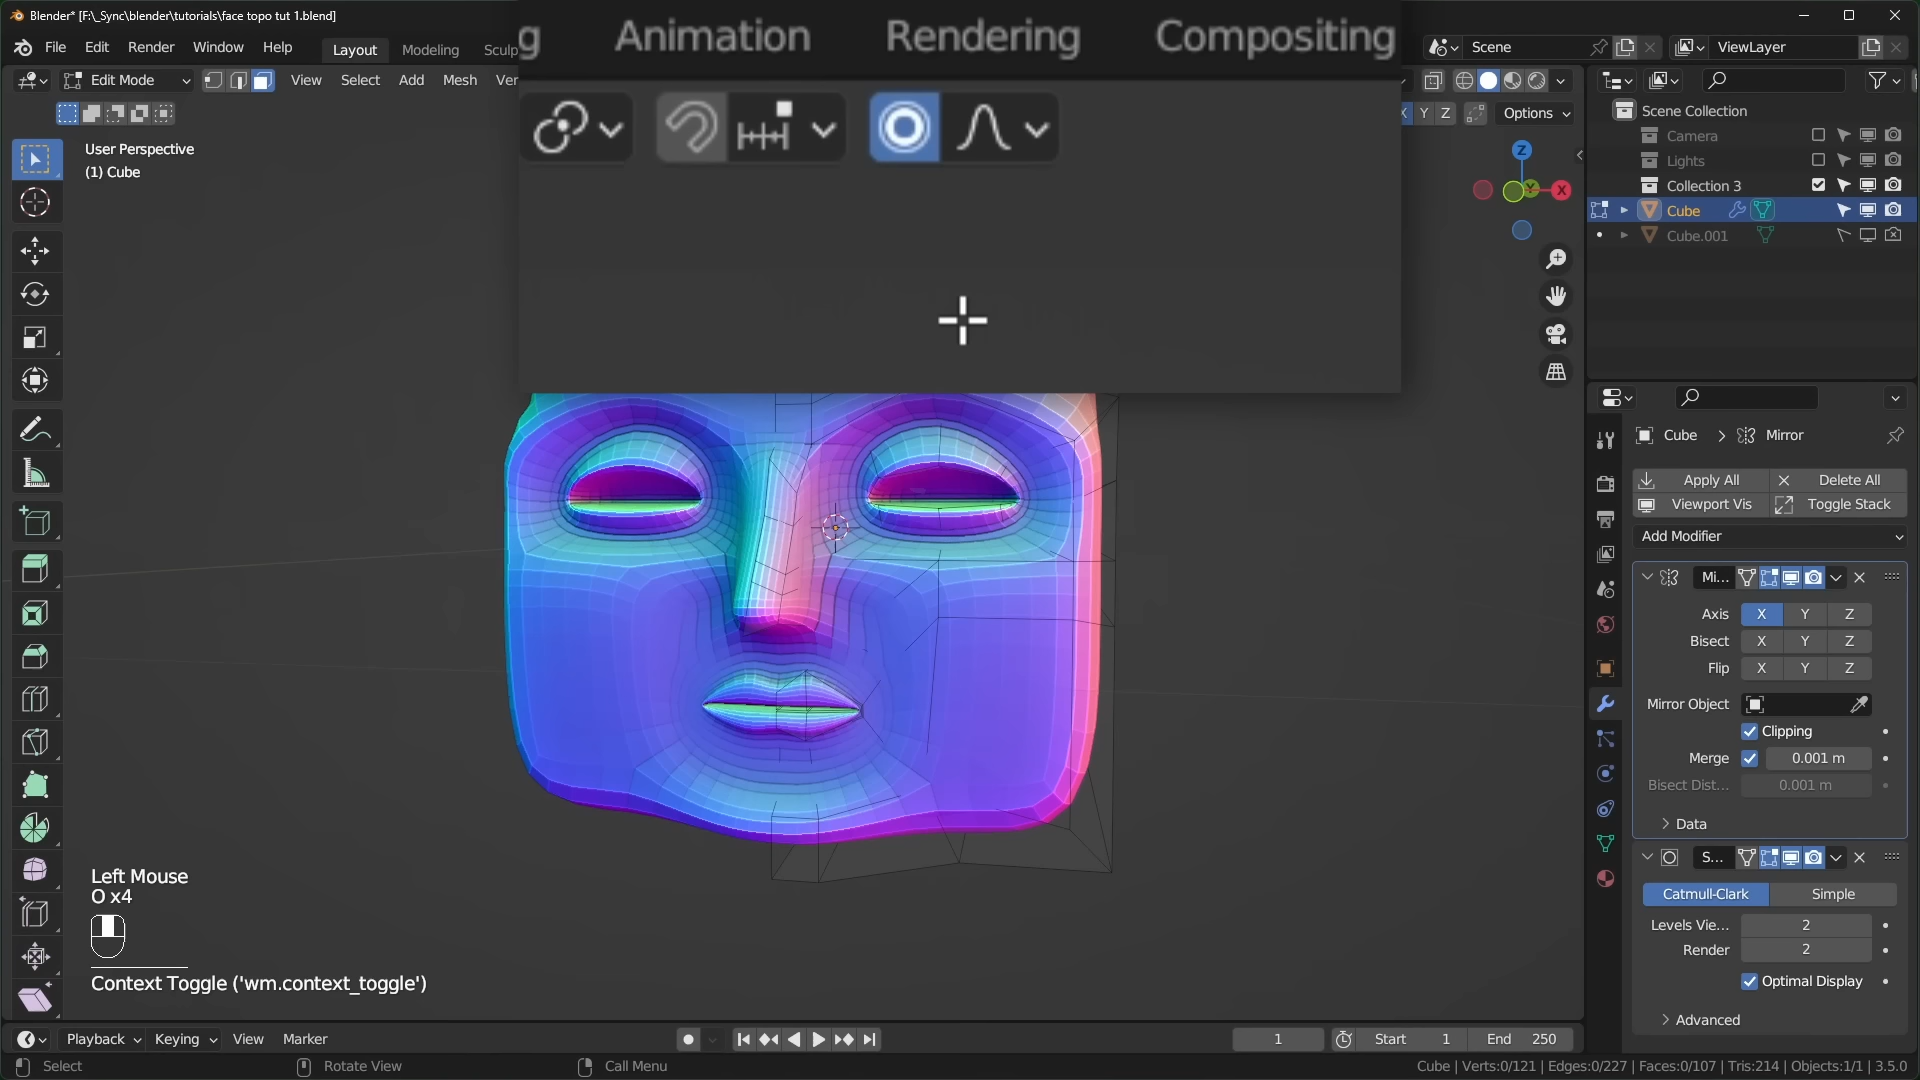 Blender* [F:\_Sync\blender\tutorials\face topo tut 1.blend]
File Edit Render Window Help Layout Modeling Sculp
g Animation Rendering Compositing
Scene ViewLayer
Edit Mode View Select Add Mesh Ver
X Y Z Options
User Perspective
(1) Cube
Z
Y X
Scene Collection
Camera
Lights
Collection 3
Cube
Cube.001
Cube > Mirror
Apply All Delete All
Viewport Vis Toggle Stack
Add Modifier
Mi...
Axis X Y Z
Bisect X Y Z
Flip X Y Z
Mirror Object
Clipping
Merge 0.001 m
Bisect Dist... 0.001 m
Data
S...
Catmull-Clark Simple
Levels Vie... 2
Render 2
Optimal Display
Advanced
Left Mouse
O x4
Context Toggle ('wm.context_toggle')
Playback Keying View Marker
1 Start 1 End 250
Select Rotate View Call Menu
Cube | Verts:0/121 | Edges:0/227 | Faces:0/107 | Tris:214 | Objects:1/1 | 3.5.0